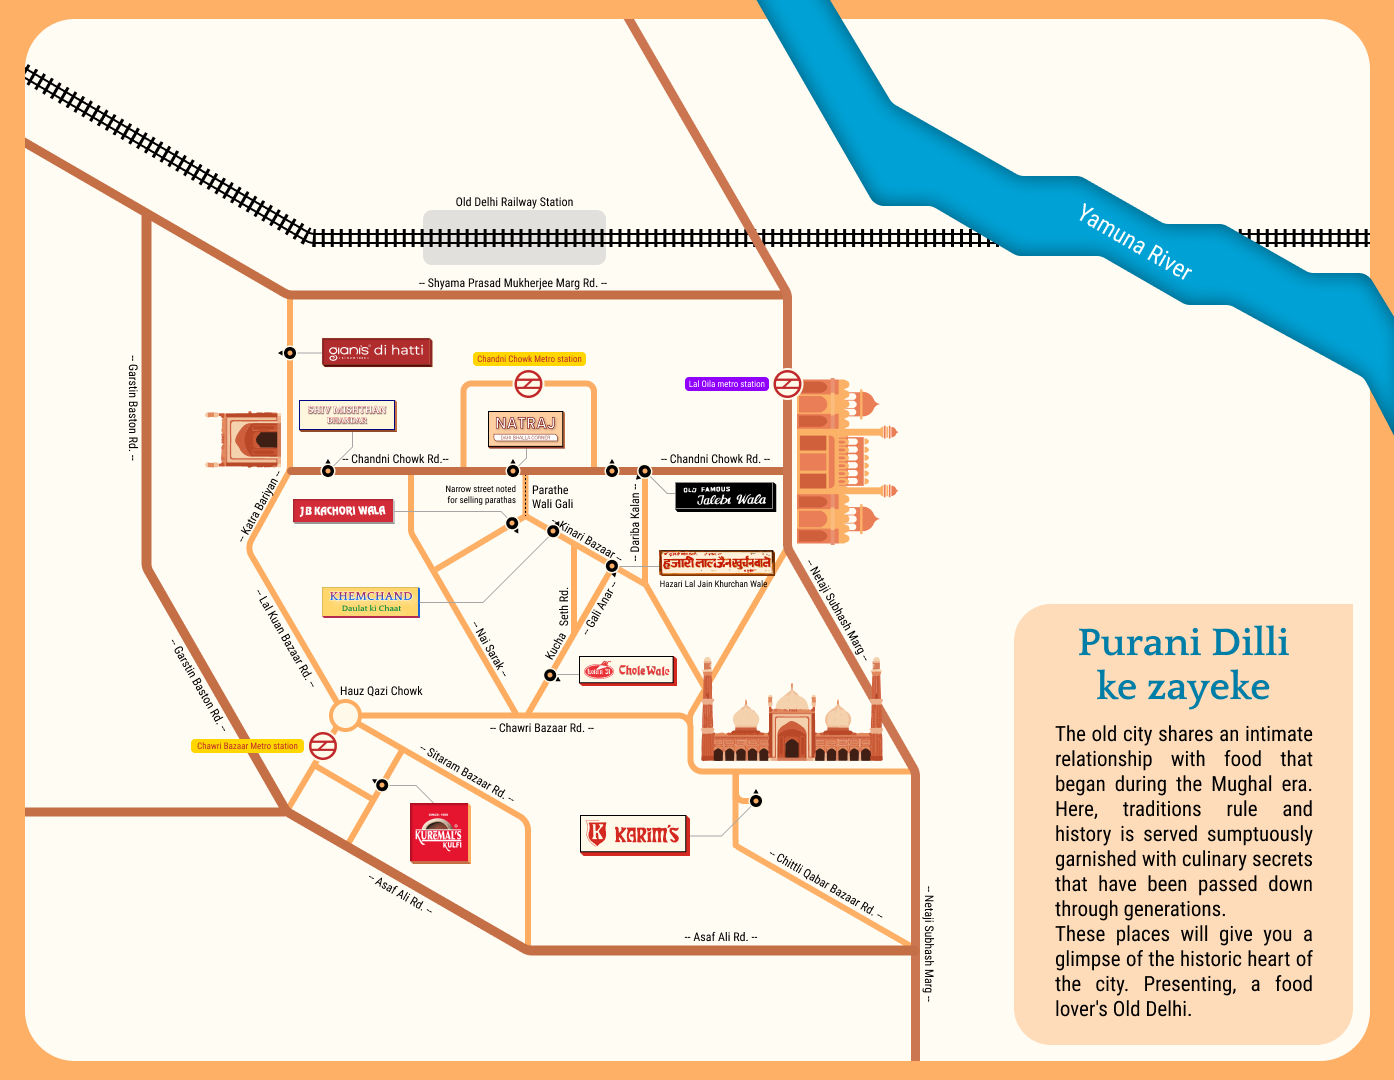 Old Delhi Railway Station
Yamuna River
-- Shyama Prasad Mukherjee Marg Rd. --
-- Garstin Baston Rd. --
gianis' di hatti
Chandni Chowk Metro station
Lal Qila metro station
SHIV MISHTHAN
BHANDAR
NATRAJ
DAHI BHALLA CORNER
-- Chandni Chowk Rd.--
-- Chandni Chowk Rd. --
-- Katra Bariyan --
Narrow street noted
for selling parathas
Parathe
Wali Gali
-- Dariba Kalan --
OLD FAMOUS
Jalebi Wala
JB KACHORI WALA
-- Kinari Bazaar --
हजारी लाल जैन खुर्चन वाले
Hazari Lal Jain Khurchan Wale
-- Netaji Subhash Marg --
KHEMCHAND
Daulat ki Chaat
-- Lal Kuan Bazaar Rd. --
-- Nai Sarak --
Kucha Seth Rd.
-- Gali Anar --
Chole Wale
-- Garstin Baston Rd. --
Hauz Qazi Chowk
-- Chawri Bazaar Rd. --
Chawri Bazaar Metro station
-- Sitaram Bazaar Rd. --
KUREMAL'S
KULFI
K KARIM'S
-- Chittli Qabar Bazaar Rd. --
-- Asaf Ali Rd. --
-- Asaf Ali Rd. --
-- Netaji Subhash Marg --
Purani Dilli
ke zayeke
The old city shares an intimate
relationship with food that
began during the Mughal era.
Here, traditions rule and
history is served sumptuously
garnished with culinary secrets
that have been passed down
through generations.
These places will give you a
glimpse of the historic heart of
the city. Presenting, a food
lover's Old Delhi.